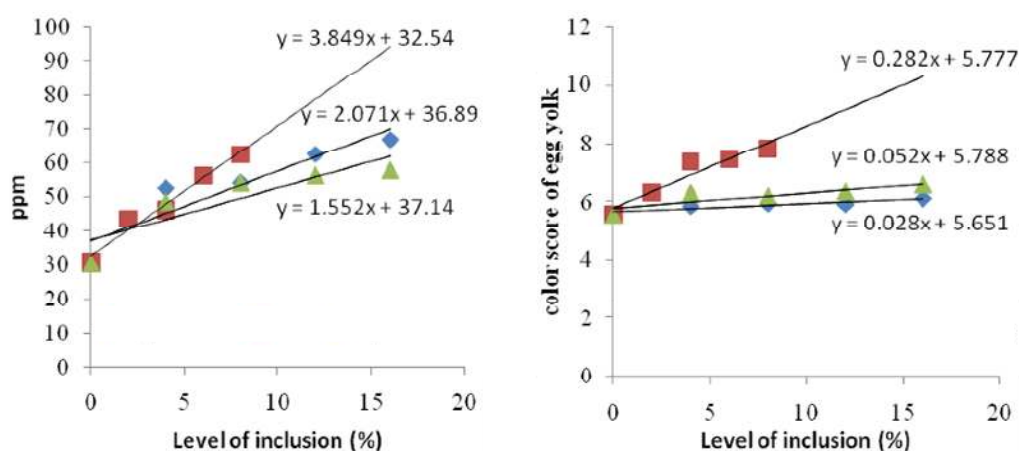 100
90
80
70
60
50
40
30
20
10
0
ppm
y = 3.849x + 32.54
y = 2.071x + 36.89
y = 1.552x + 37.14
0 5 10 15 20
Level of inclusion (%)
12
10
8
6
4
2
0
color score of egg yolk
y = 0.282x + 5.777
y = 0.052x + 5.788
y = 0.028x + 5.651
0 5 10 15 20
Level of inclusion (%)